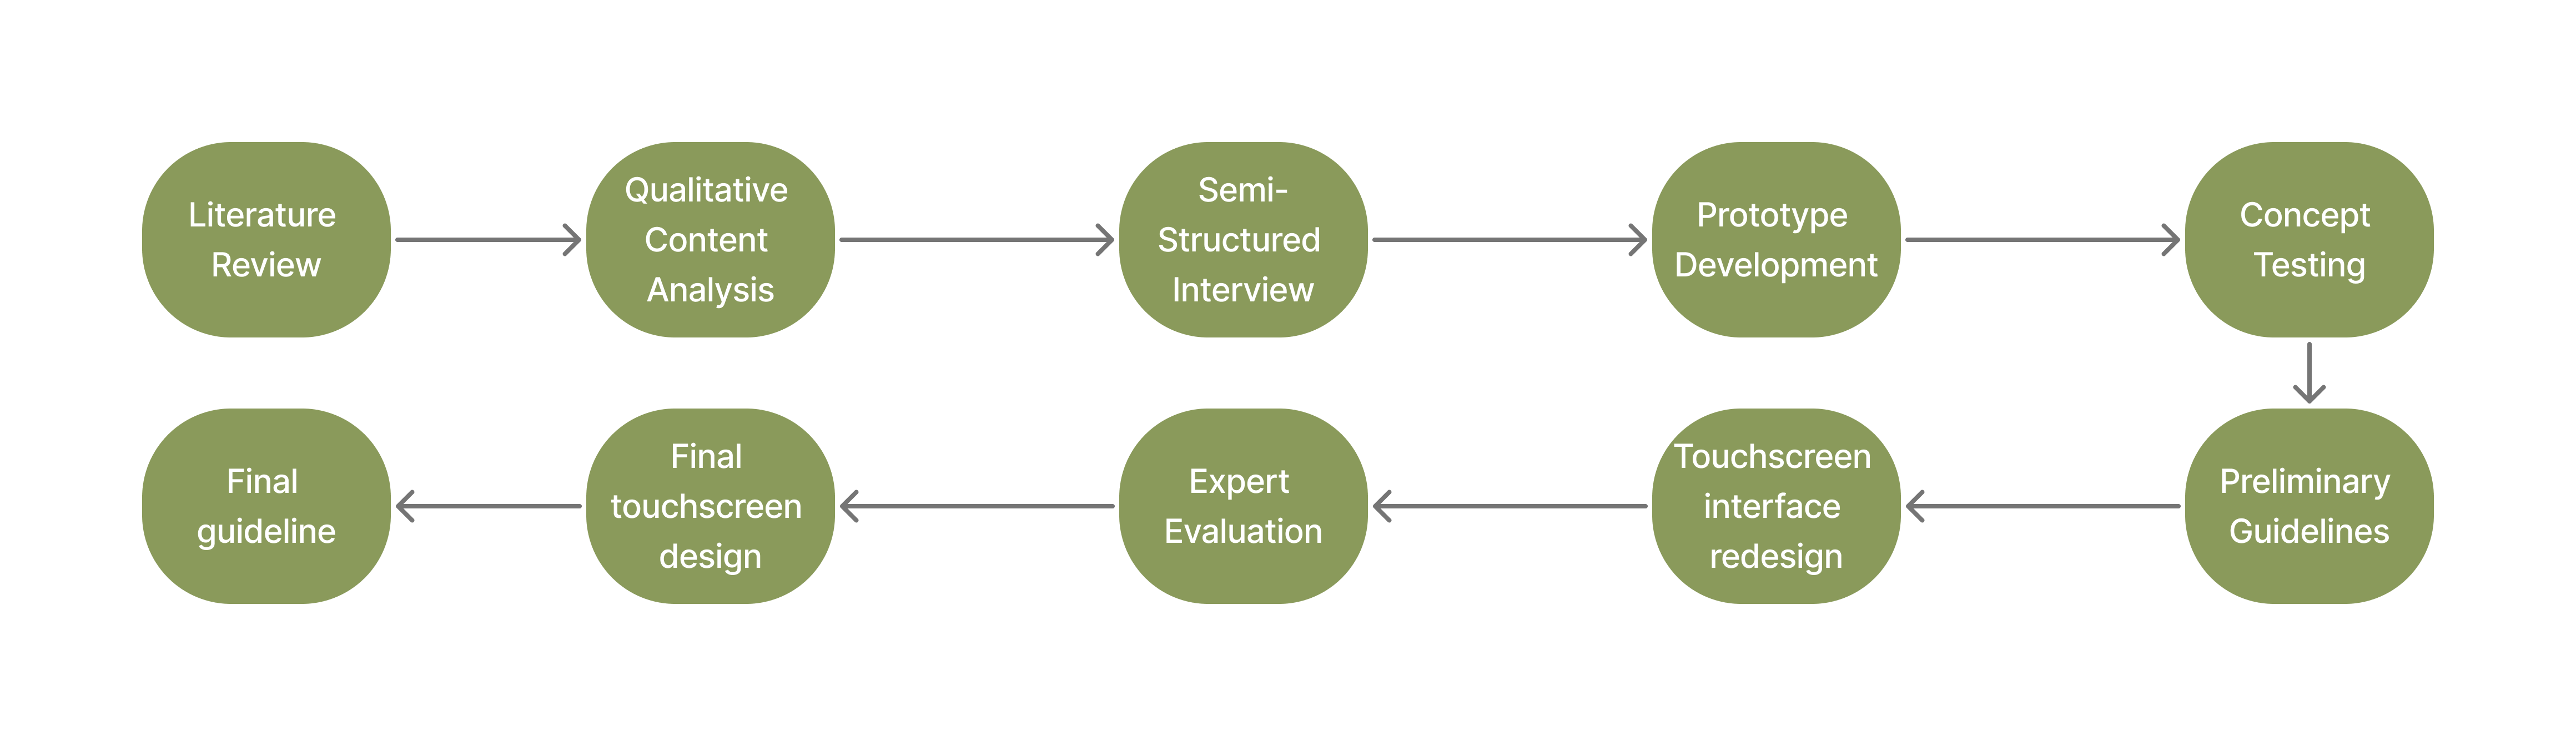 Literature
Review
Qualitative
Content
Analysis
Semi-
Structured
Interview
Prototype
Development
Concept
Testing
Preliminary
Guidelines
Touchscreen
interface
redesign
Expert
Evaluation
Final
touchscreen
design
Final
guideline